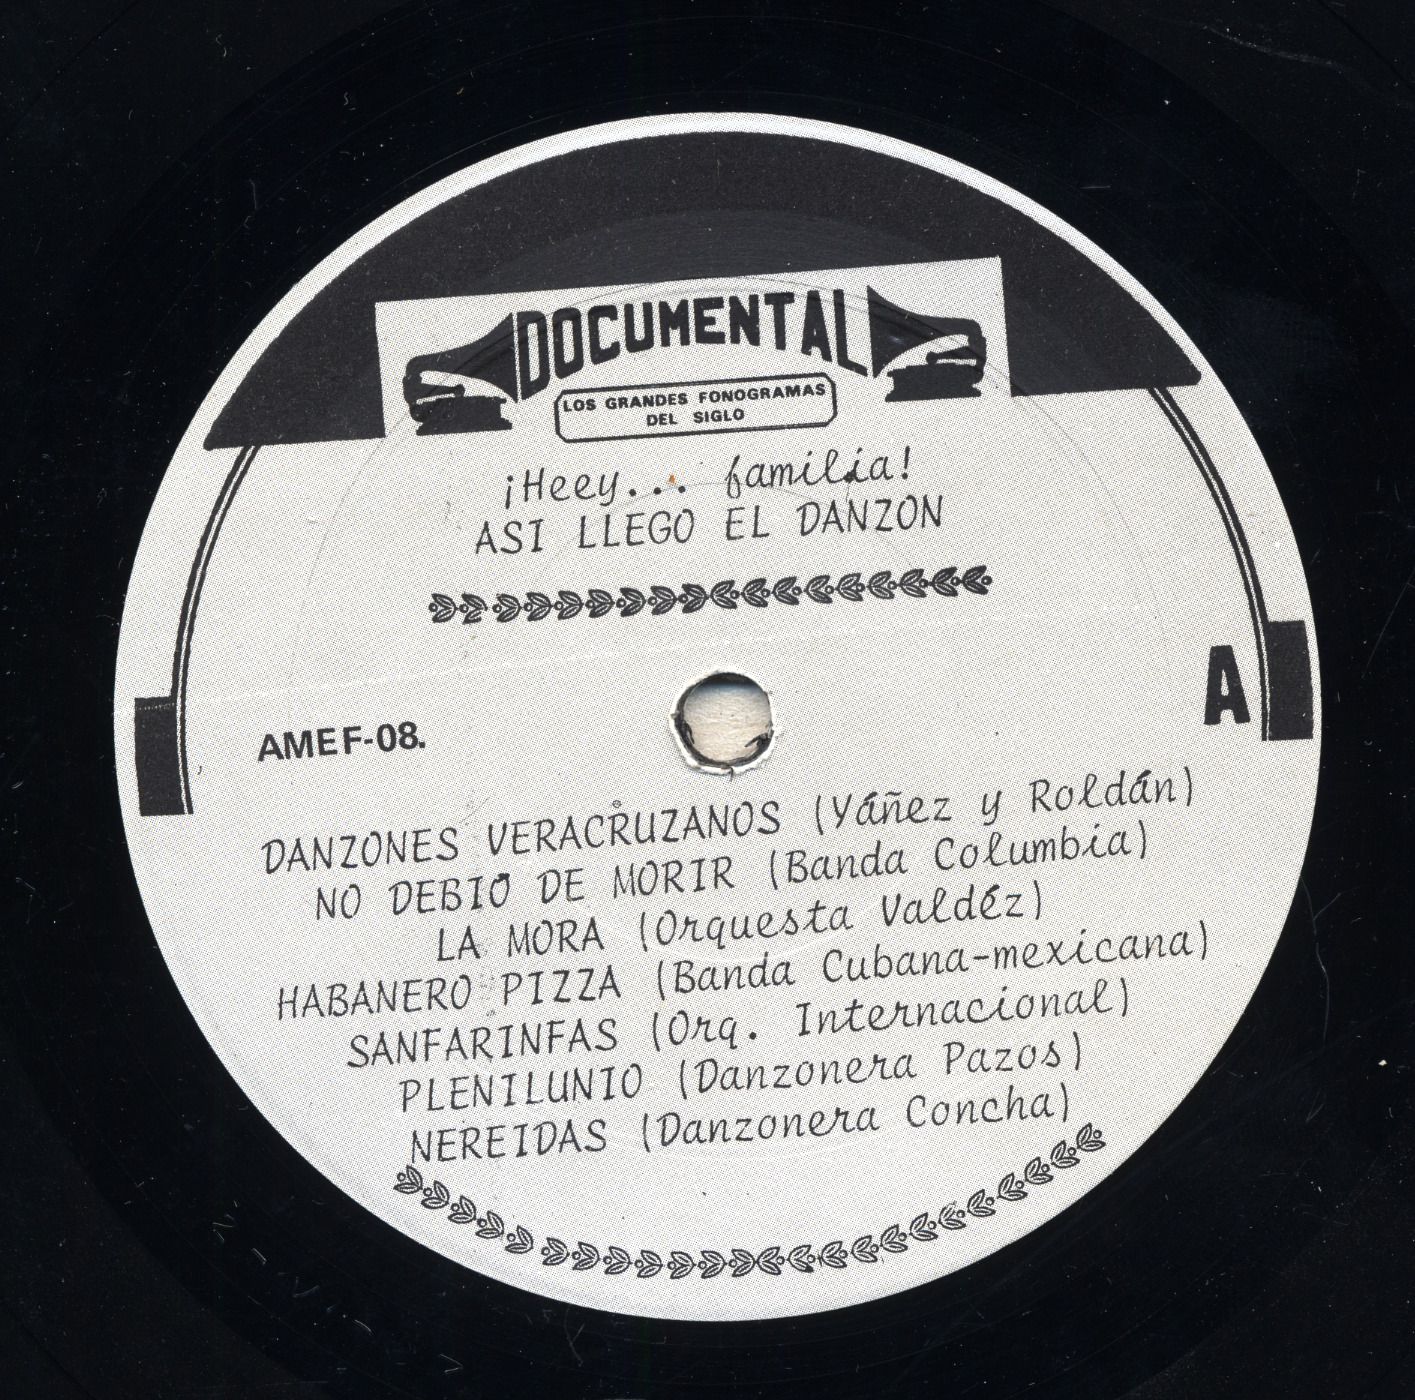 DOCUMENTAL
LOS GRANDES FONOGRAMAS
DEL SIGLO
¡Heey... familia!
ASI LLEGO EL DANZON
A
AMEF-08.
DANZONES VERACRUZANOS (Yáñez y Roldán)
NO DEBIO DE MORIR (Banda Columbia)
LA MORA (Orquesta Valdéz)
HABANERO PIZZA (Banda Cubana-mexicana)
SANFARINFAS (Orq. Internacional)
PLENILUNIO (Danzonera Pazos)
NEREIDAS (Danzonera Concha)